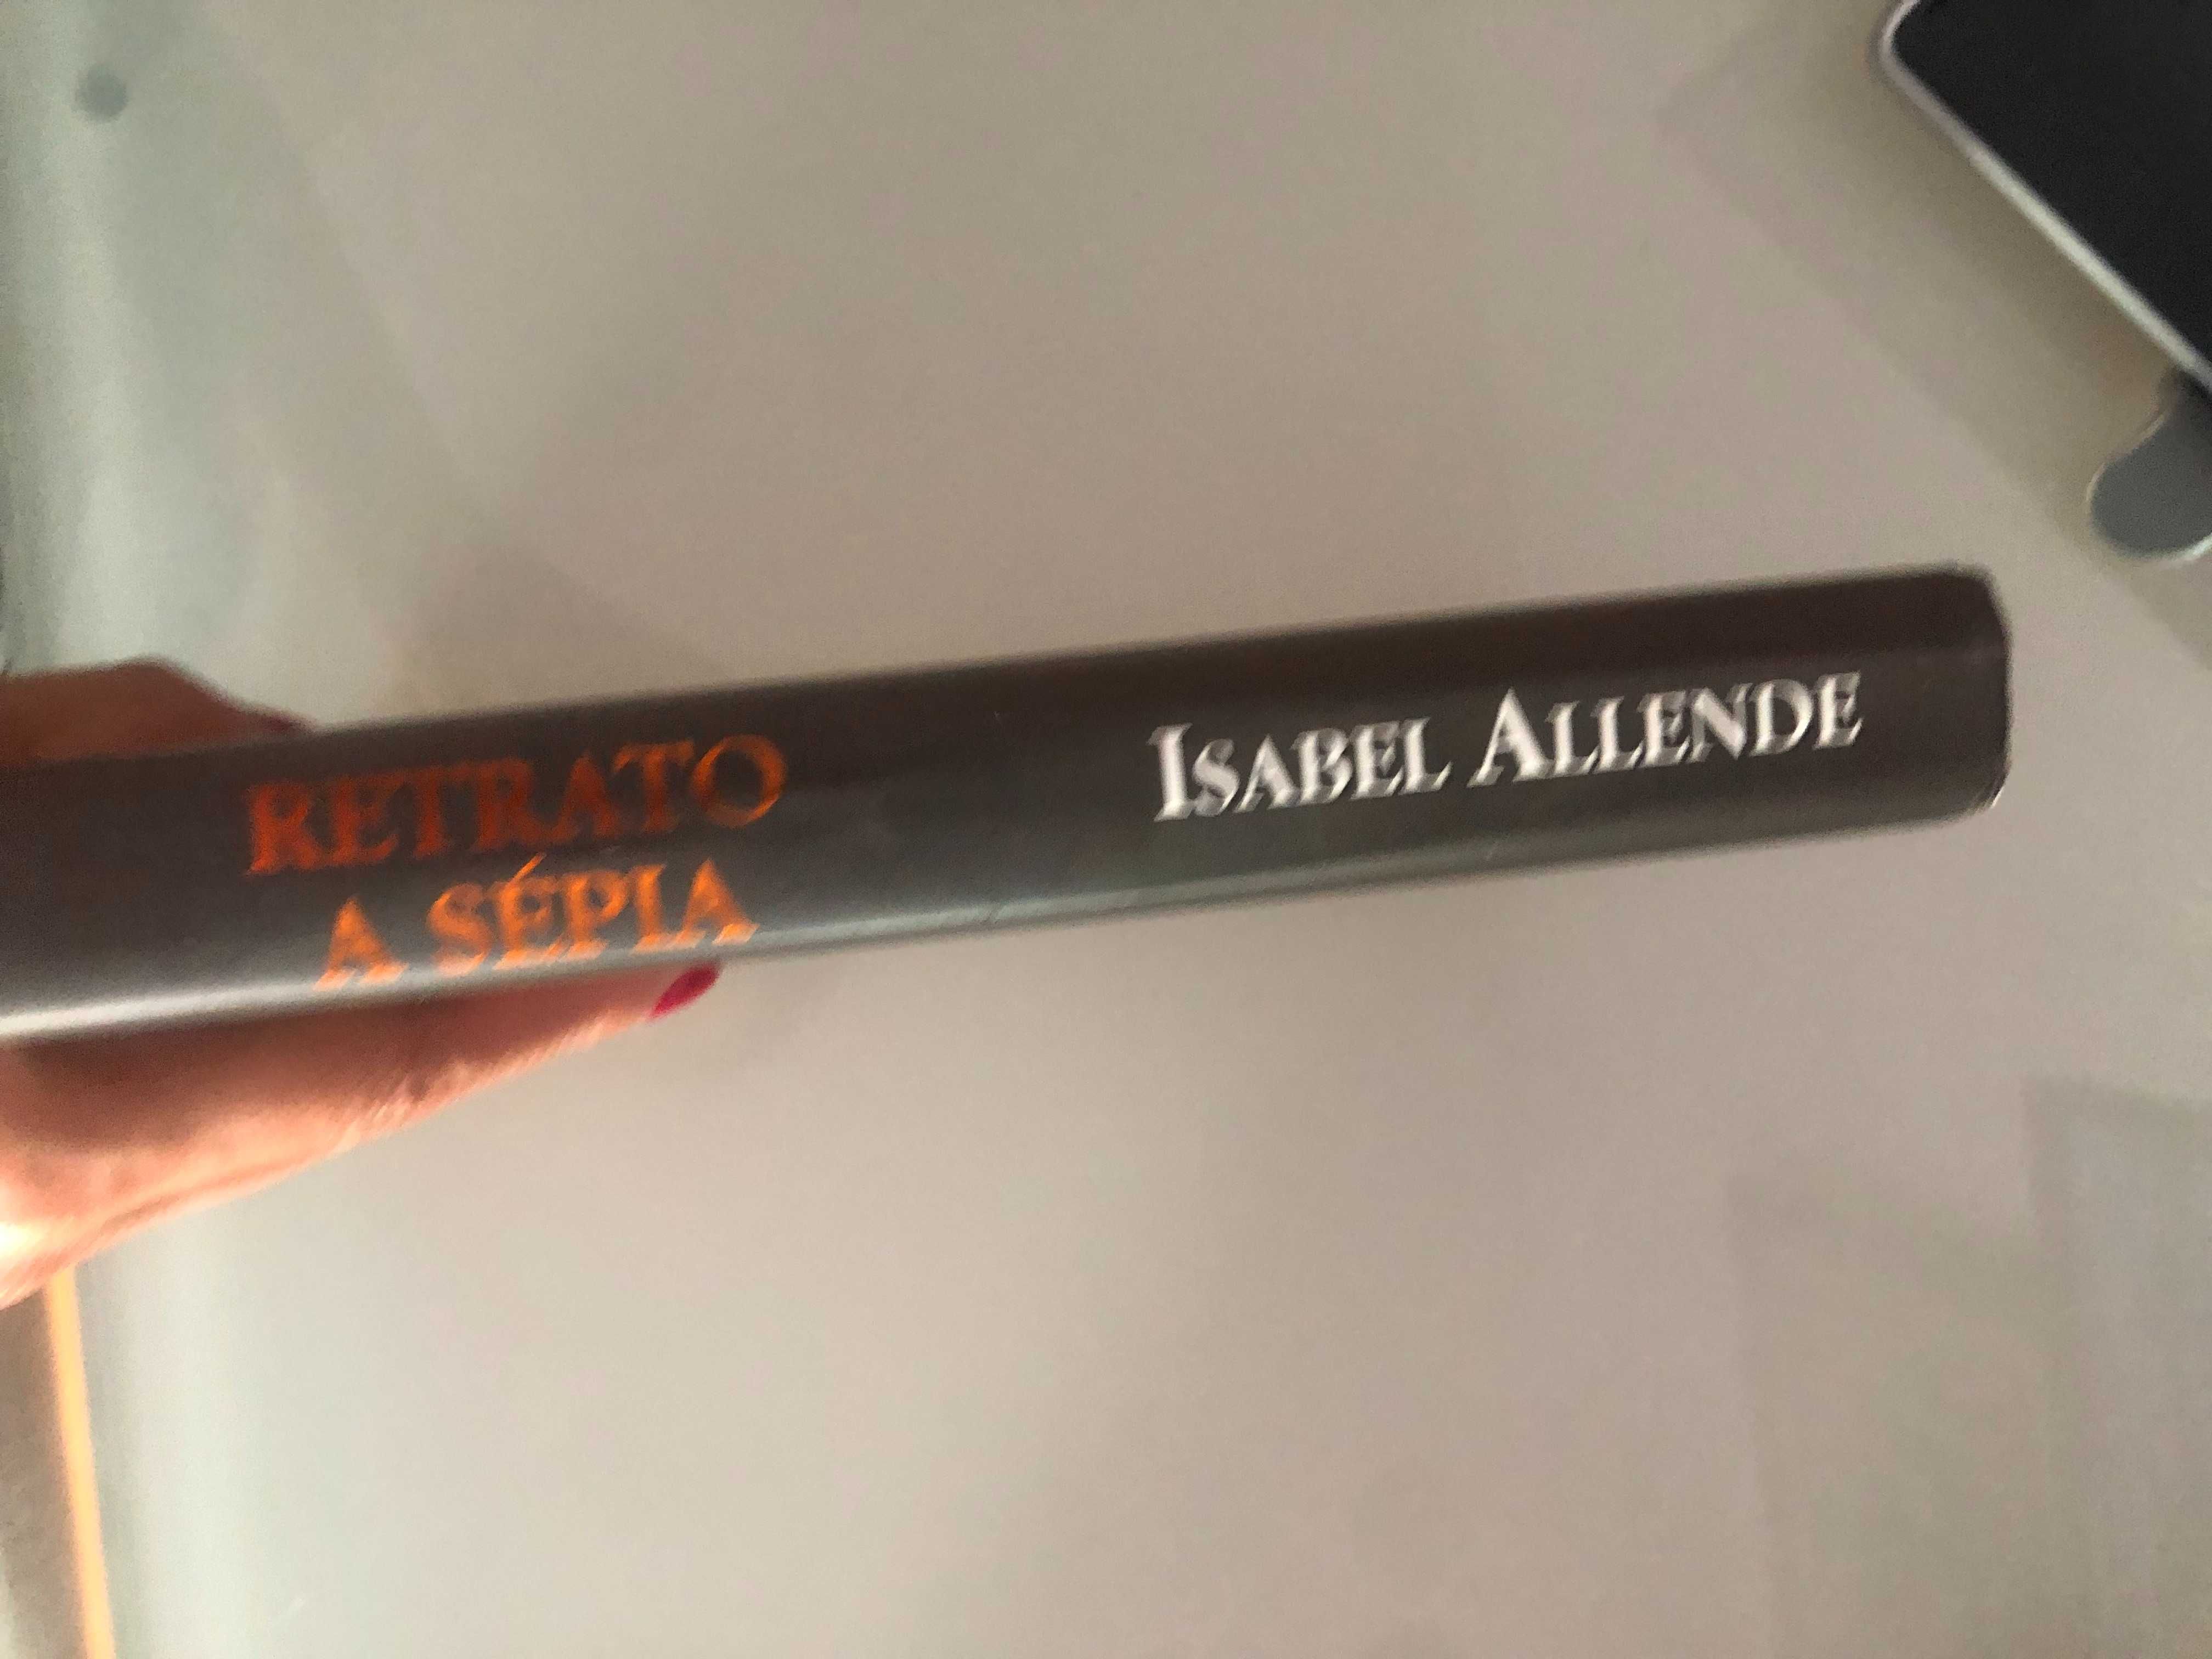 RETRATO
A SÉPIA
ISABEL ALLENDE